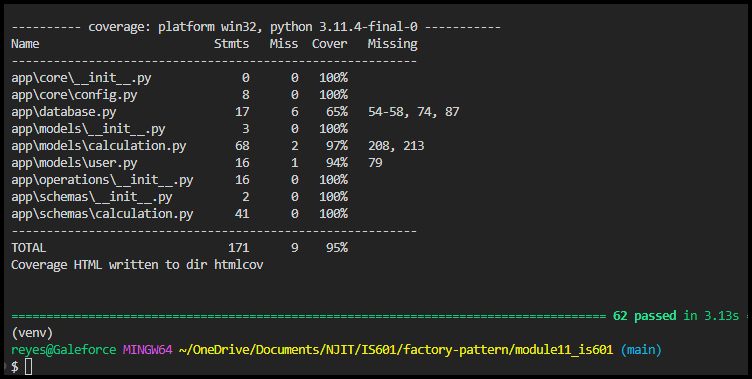 ---------- coverage: platform win32, python 3.11.4-final-0 -----------
Name                           Stmts   Miss  Cover   Missing
------------------------------------------------------
app\core\__init__.py               0      0   100%
app\core\config.py                 8      0   100%
app\database.py                   17      6    65%   54-58, 74, 87
app\models\__init__.py             3      0   100%
app\models\calculation.py         68      2    97%   208, 213
app\models\user.py                16      1    94%   79
app\operations\__init__.py        16      0   100%
app\schemas\__init__.py            2      0   100%
app\schemas\calculation.py        41      0   100%
------------------------------------------------------
TOTAL                            171      9    95%
Coverage HTML written to dir htmlcov
=============================================================================== 62 passed in 3.13s =
(venv)
reyes@Galeforce MINGW64 ~/OneDrive/Documents/NJIT/IS601/factory-pattern/module11_is601 (main)
$